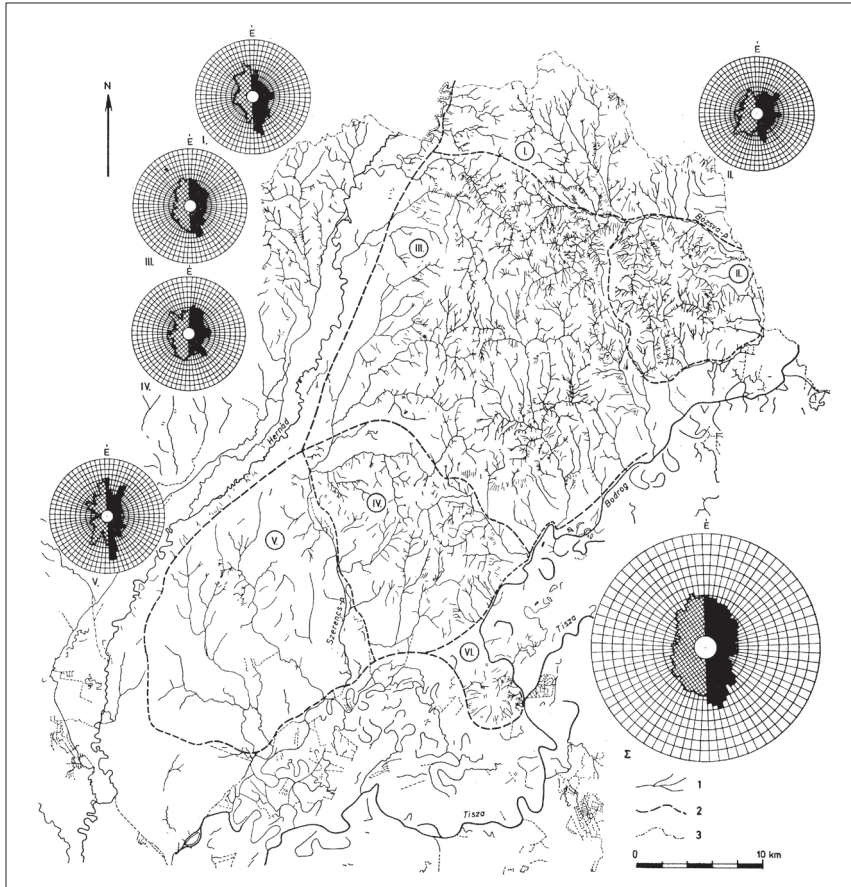 É
I.
N
É
III.
É
IV.
É
II.
I.
Bózsva-p.
II.
III.
Hernád
Bodrog
IV.
V.
É
V.
Szerencs-p.
VI.
Tisza
É
Σ
1
2
3
Tisza
0 10 km